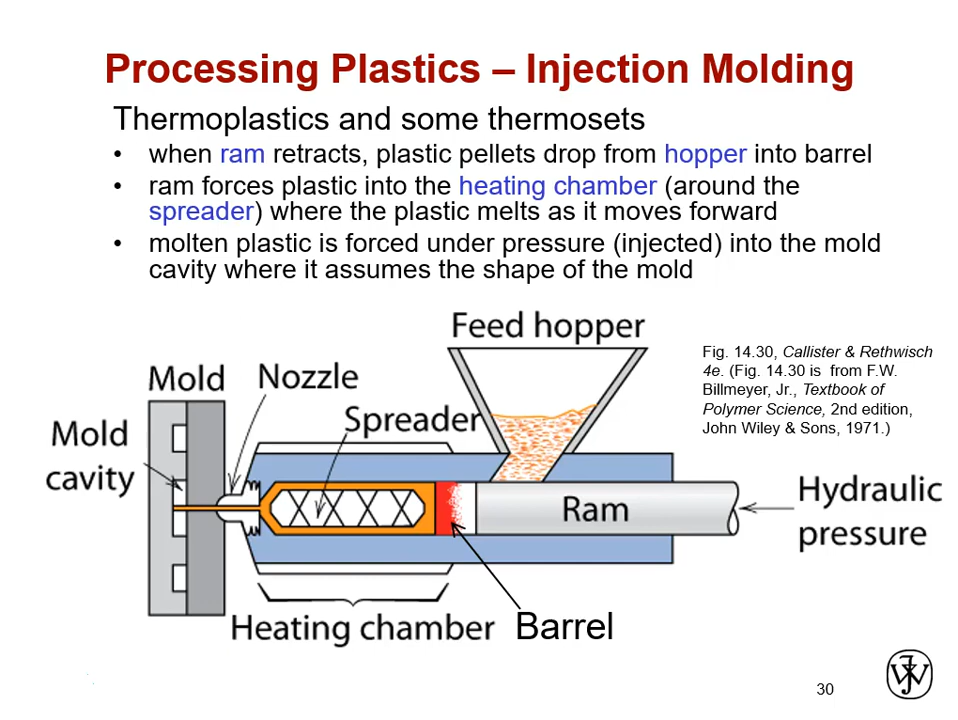 Processing Plastics – Injection Molding
Thermoplastics and some thermosets
• when ram retracts, plastic pellets drop from hopper into barrel
• ram forces plastic into the heating chamber (around the
spreader) where the plastic melts as it moves forward
• molten plastic is forced under pressure (injected) into the mold
cavity where it assumes the shape of the mold
Feed hopper
Fig. 14.30, Callister & Rethwisch
4e. (Fig. 14.30 is from F.W.
Billmeyer, Jr., Textbook of
Polymer Science, 2nd edition,
John Wiley & Sons, 1971.)
Mold
Nozzle
Spreader
Mold
cavity
Ram
Hydraulic
pressure
Heating chamber
Barrel
30